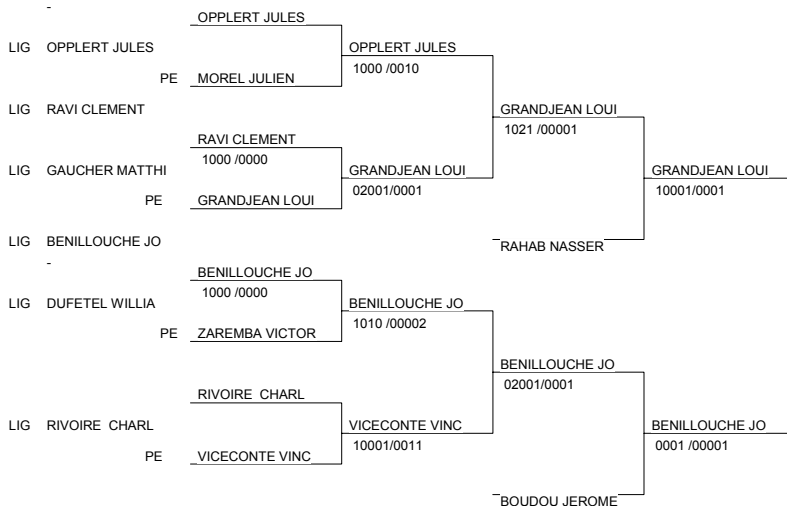 -
OPPLERT JULES
LIG OPPLERT JULES OPPLERT JULES
1000 /0010
PE MOREL JULIEN
LIG RAVI CLEMENT GRANDJEAN LOUI
1021 /00001
RAVI CLEMENT
1000 /0000
LIG GAUCHER MATTHI GRANDJEAN LOUI GRANDJEAN LOUI
02001/0001 10001/0001
PE GRANDJEAN LOUI
LIG BENILLOUCHE JO RAHAB NASSER
-
BENILLOUCHE JO
1000 /0000
LIG DUFETEL WILLIA BENILLOUCHE JO
1010 /00002
PE ZAREMBA VICTOR
BENILLOUCHE JO
02001/0001
RIVOIRE CHARL
LIG RIVOIRE CHARL VICECONTE VINC BENILLOUCHE JO
10001/0011 0001 /00001
PE VICECONTE VINC
BOUDOU JEROME